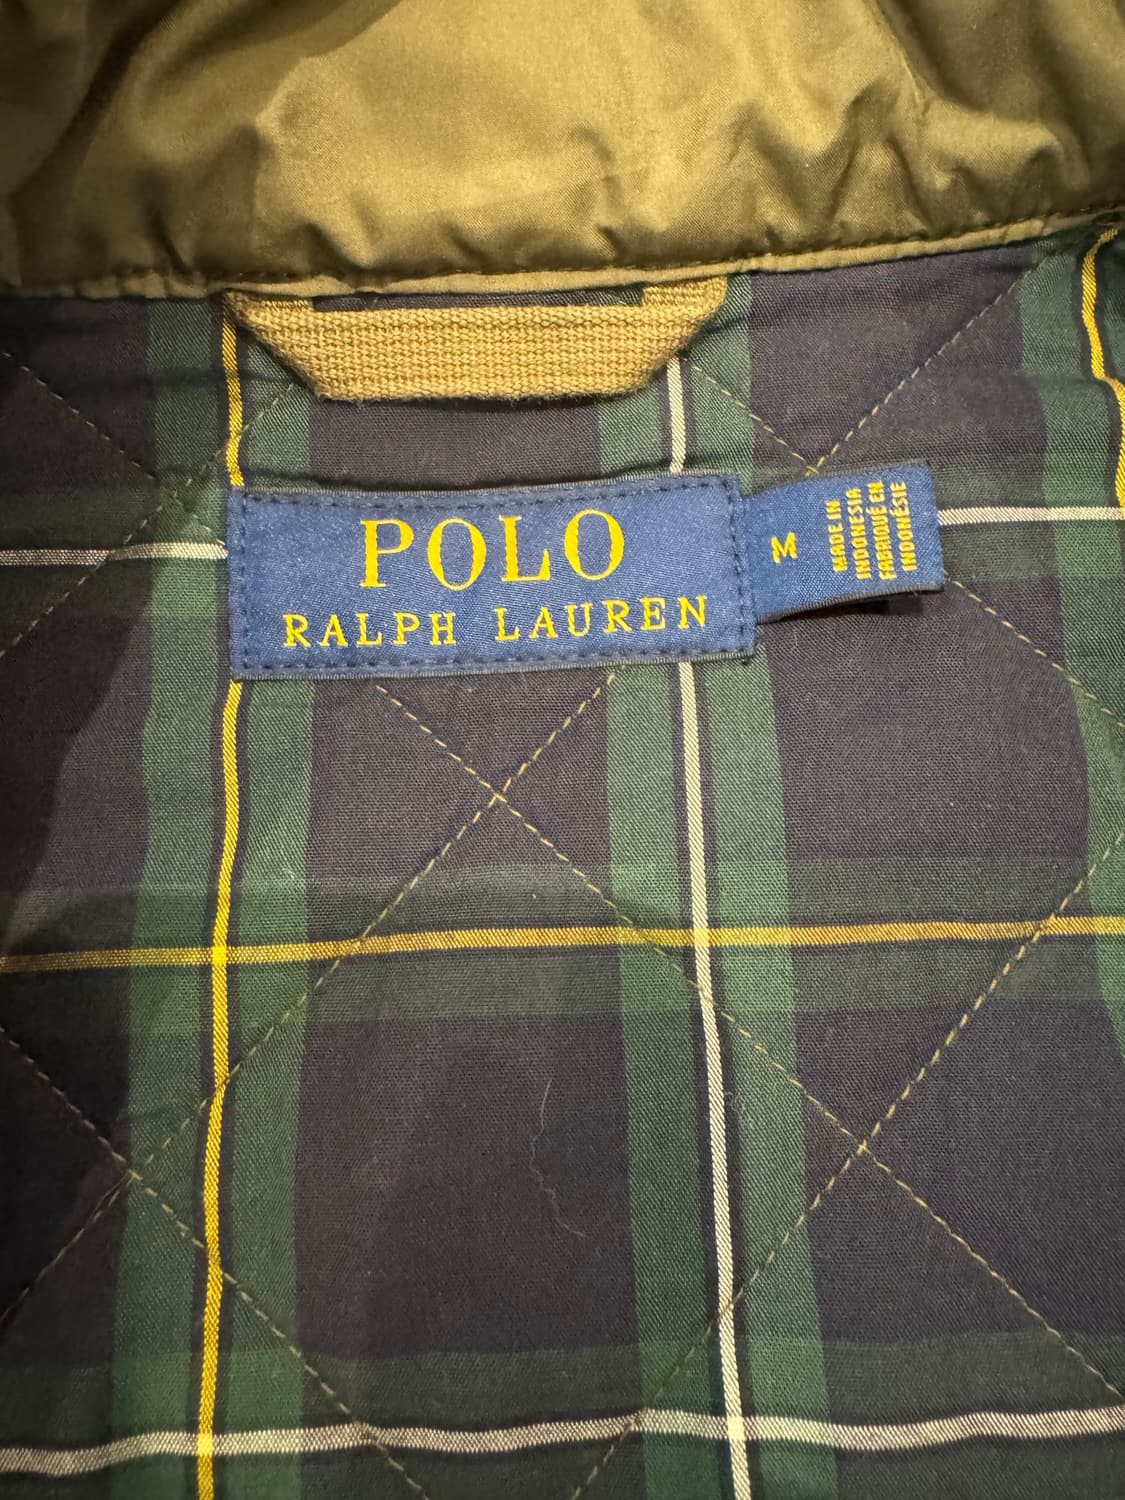 POLO
RALPH LAUREN
M
MADE IN
INDONESIA
FABRIQUÉ EN
INDONÉSIE